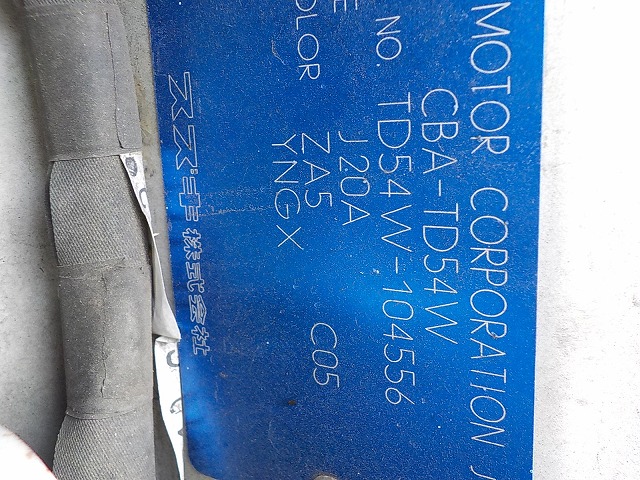 MOTOR CORPORATION
CBA-TD54W
NO. TD54W-104556
E J20A
OLOR ZA5 C05
YNGX
スズキ株式会社